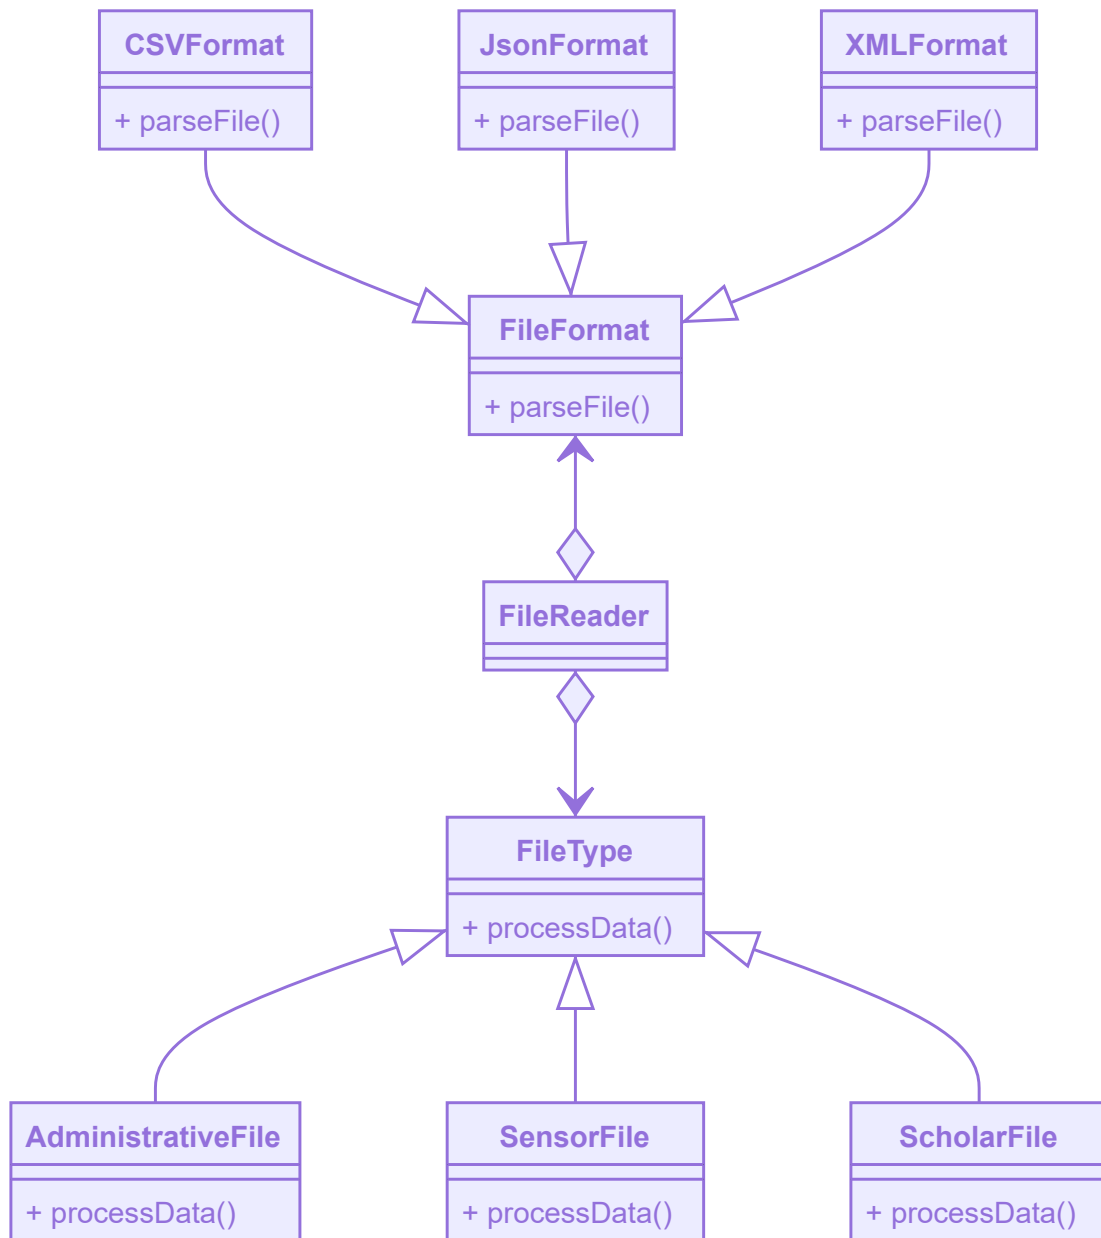 CSVFormat
+ parseFile()
JsonFormat
+ parseFile()
XMLFormat
+ parseFile()
FileFormat
+ parseFile()
FileReader
FileType
+ processData()
AdministrativeFile
+ processData()
SensorFile
+ processData()
ScholarFile
+ processData()